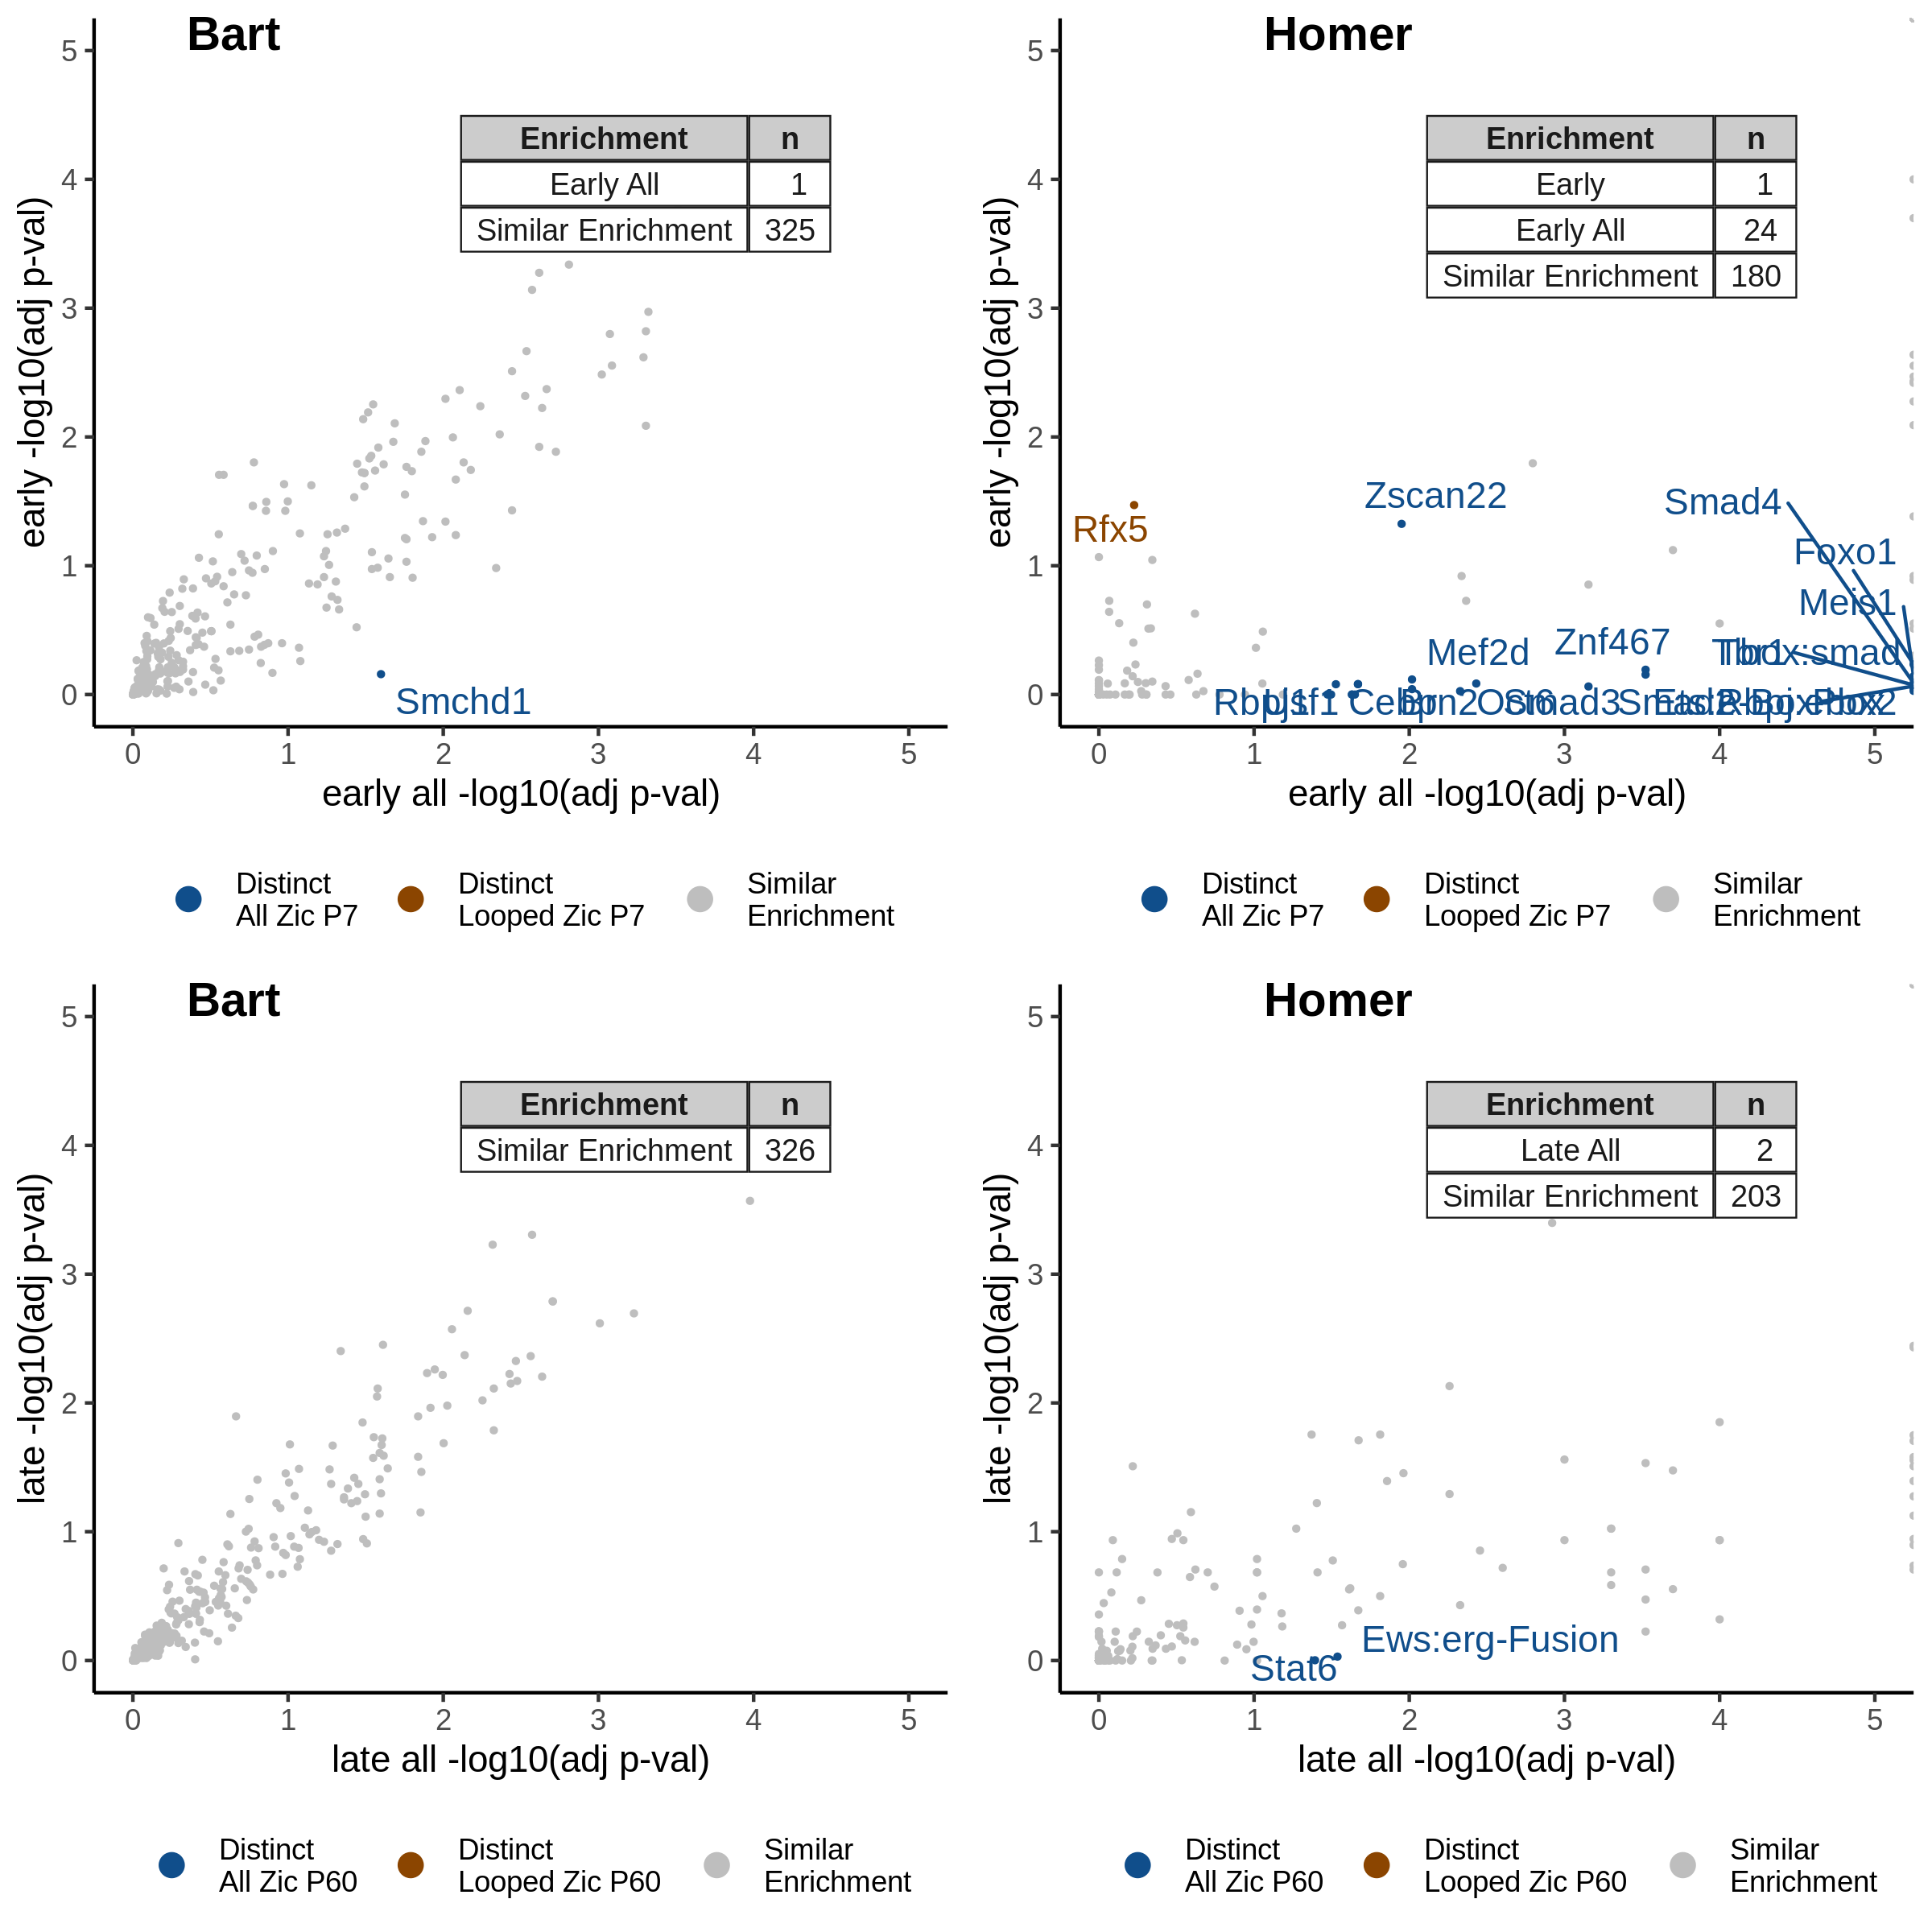 Bart
5
4
3
2
1
0
early -log10(adj p-val)
Enrichment n
Early All 1
Similar Enrichment 325
Smchd1
0 1 2 3 4 5
early all -log10(adj p-val)
Distinct
All Zic P7
Distinct
Looped Zic P7
Similar
Enrichment
Homer
5
4
3
2
1
0
early -log10(adj p-val)
Enrichment n
Early 1
Early All 24
Similar Enrichment 180
Rfx5
Zscan22
Smad4
Foxo1
Meis1
Mef2d
Znf467
Smad3
0 1 2 3 4 5
early all -log10(adj p-val)
Distinct
All Zic P7
Distinct
Looped Zic P7
Similar
Enrichment
Bart
5
4
3
2
1
0
late -log10(adj p-val)
Enrichment n
Similar Enrichment 326
0 1 2 3 4 5
late all -log10(adj p-val)
Distinct
All Zic P60
Distinct
Looped Zic P60
Similar
Enrichment
Homer
5
4
3
2
1
0
late -log10(adj p-val)
Enrichment n
Late All 2
Similar Enrichment 203
Ews:erg-Fusion
Stat6
0 1 2 3 4 5
late all -log10(adj p-val)
Distinct
All Zic P60
Distinct
Looped Zic P60
Similar
Enrichment